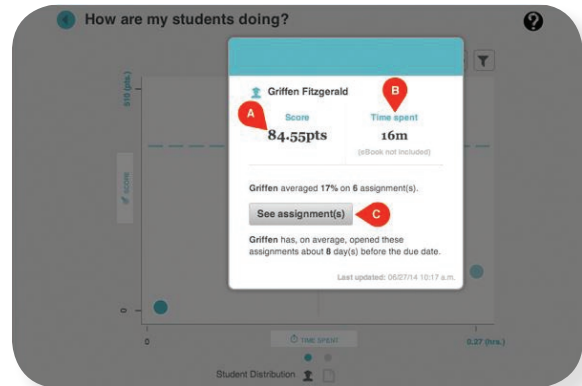 How are my students doing?
?
Griffen Fitzgerald
A
B
Score
Time spent
84.55pts
16m
(eBook not included)
Griffen averaged 17% on 6 assignment(s).
See assignment(s)
C
Griffen has, on average, opened these
assignments about 8 day(s) before the due date.
Last updated: 06/27/14 10:17 a.m.
910 (pts.)
SCORE
0
0
TIME SPENT
0.27 (hrs.)
Student Distribution